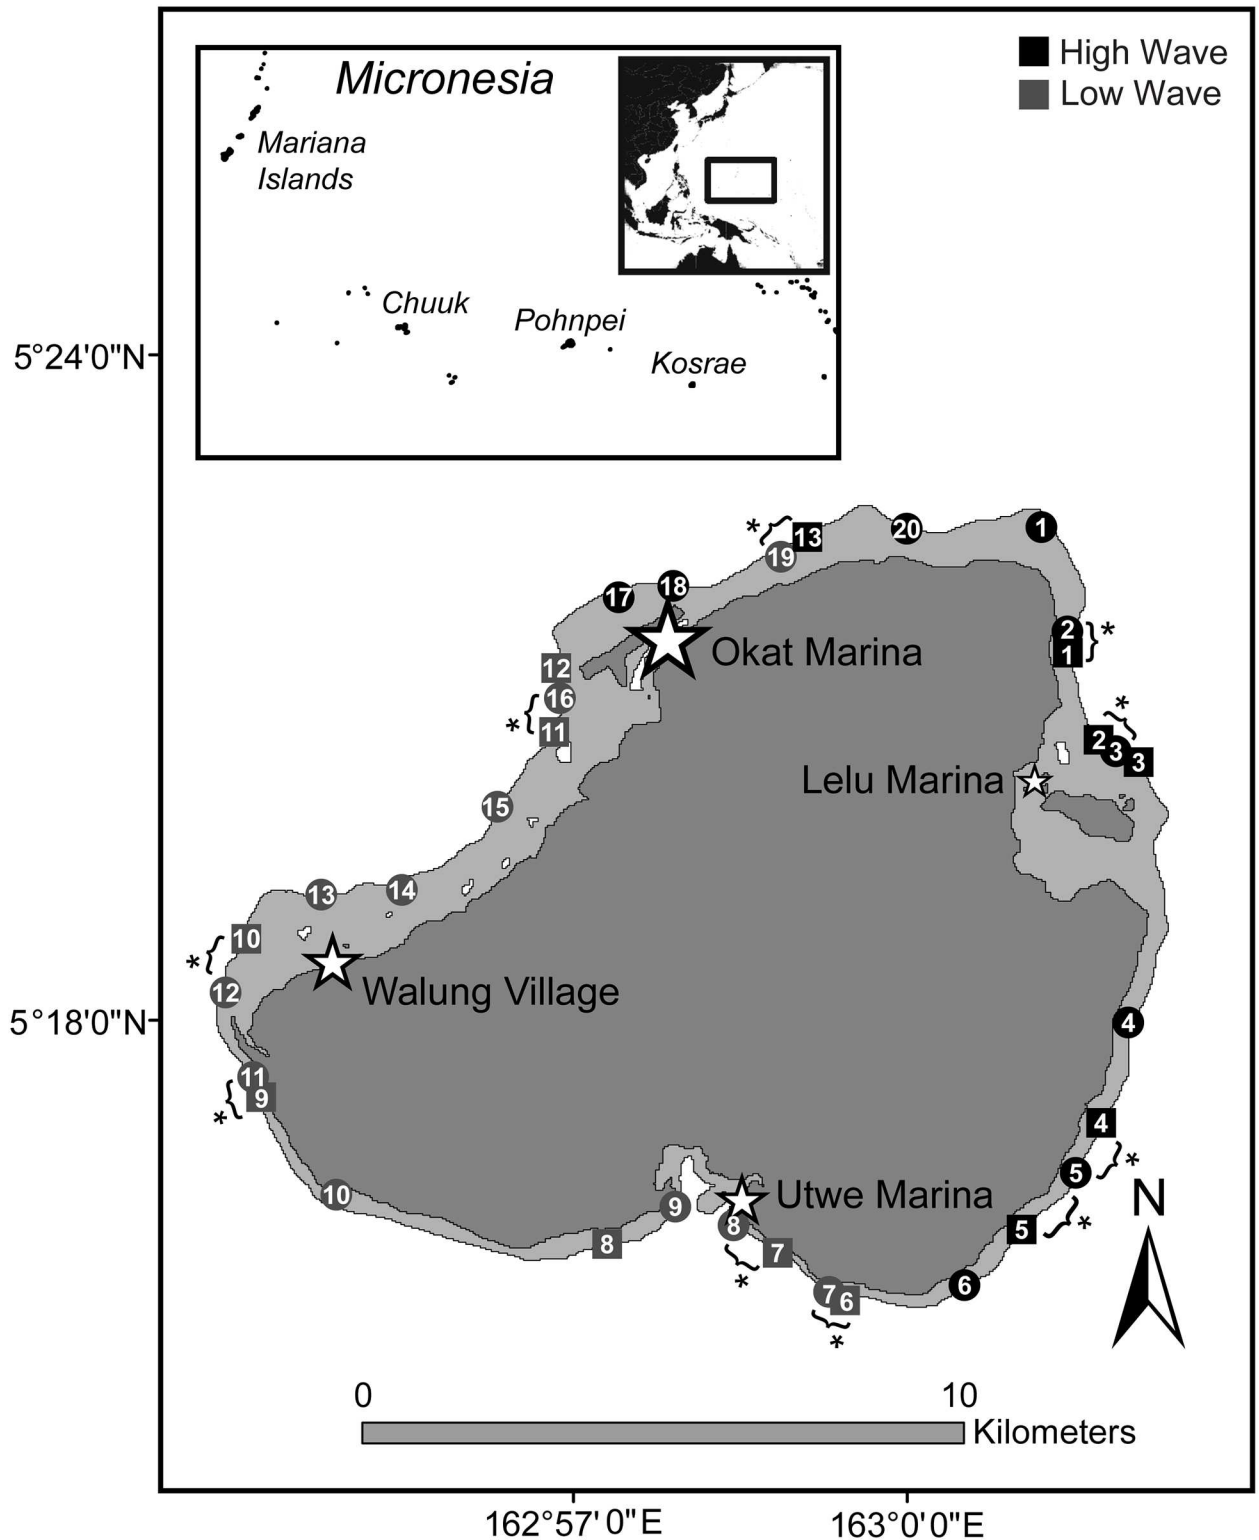 High Wave
Low Wave
Micronesia
Mariana
Islands
Chuuk
Pohnpei
Kosrae
5°24'0"N
1
20
13
*
19
18
17
2
*
1
Okat Marina
12
16
*
11
*
2
3
3
Lelu Marina
15
14
13
10
*
12
Walung Village
5°18'0"N
4
11
9
*
4
*
5
10
Utwe Marina
N
9
8
5
*
8
7
*
6
7
6
*
0
10
Kilometers
162°57'0"E
163°0'0"E